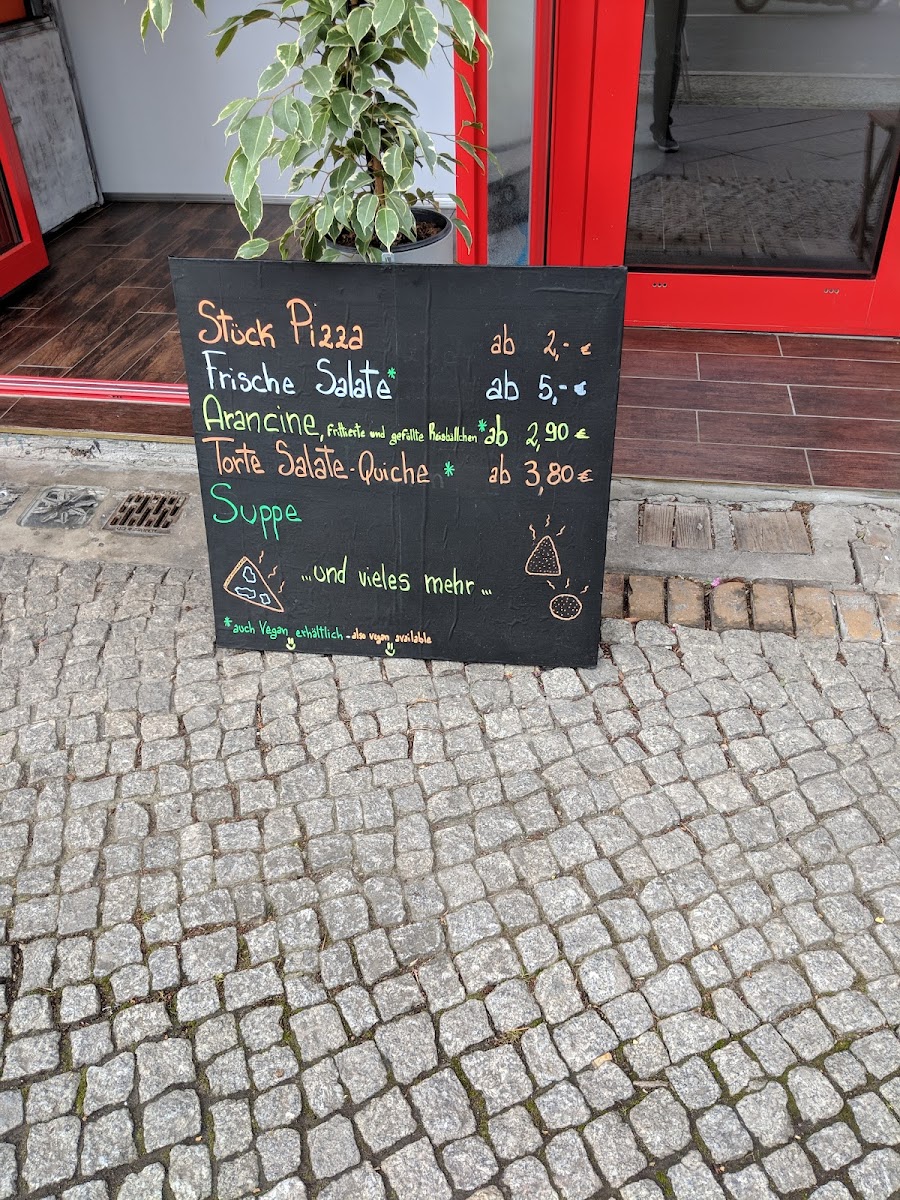 Stück Pizza ab 2,- €
Frische Salate* ab 5,- €
Arancine, frittierte und gefüllte Reisbällchen * ab 2,90 €
Torte Salate-Quiche * ab 3,80 €
Suppe
...und vieles mehr...
*auch Vegan erhältlich - also vegan available